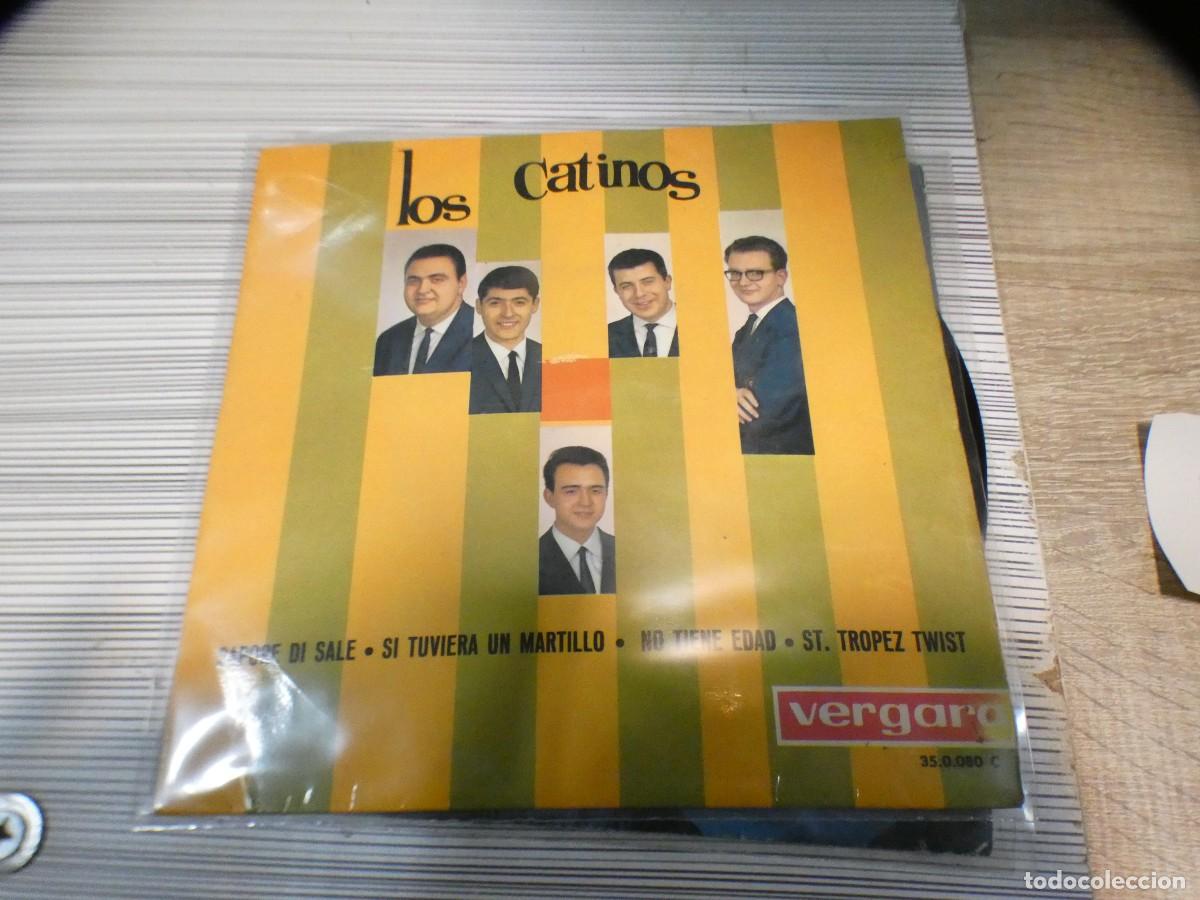 los Catinos
SAPORE DI SALE • SI TUVIERA UN MARTILLO • NO TIENE EDAD • ST. TROPEZ TWIST
vergara
35.0.080 C
todocoleccion